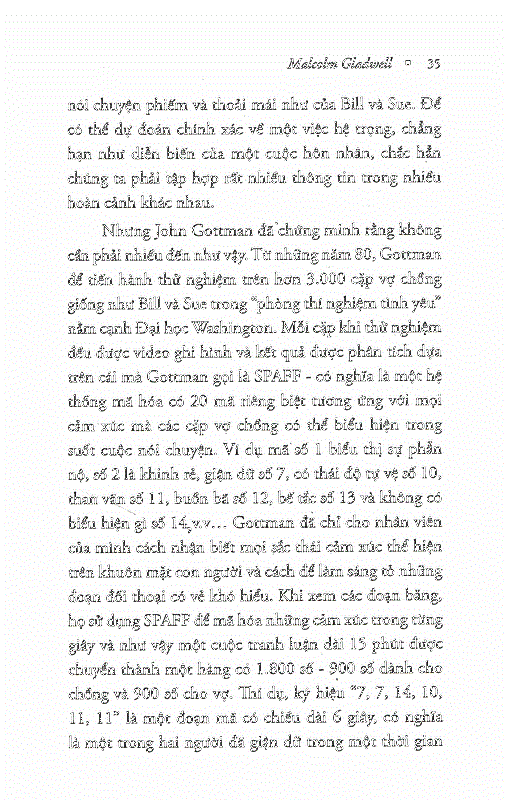 Malcolm Gladwell ▫ 35
nói chuyện phiếm và thoải mái như của Bill và Sue. Để
có thể dự đoán chính xác về một việc hệ trọng, chẳng
hạn như diễn biến của một cuộc hôn nhân, chắc hẳn
chúng ta phải tập hợp rất nhiều thông tin trong nhiều
hoàn cảnh khác nhau.
Nhưng John Gottman đã chứng minh rằng không
cần phải nhiều đến như vậy. Từ những năm 80, Gottman
để tiến hành thử nghiệm trên hơn 3.000 cặp vợ chồng
giống như Bill và Sue trong “phòng thí nghiệm tình yêu”
nằm cạnh Đại học Washington. Mỗi cặp khi thử nghiệm
đều được video ghi hình và kết quả được phân tích dựa
trên cái mà Gottman gọi là SPAFF - có nghĩa là một hệ
thống mã hóa có 20 mã riêng biệt tương ứng với mọi
cảm xúc mà các cặp vợ chồng có thể biểu hiện trong
suốt cuộc nói chuyện. Ví dụ mã số 1 biểu thị sự phẫn
nộ, số 2 là khinh rẻ, giận dữ số 7, có thái độ tự vệ số 10,
than vãn số 11, buồn bã số 12, bế tắc số 13 và không có
biểu hiện gì số 14,v.v... Gottman đã chỉ cho nhân viên
của mình cách nhận biết mọi sắc thái cảm xúc thể hiện
trên khuôn mặt con người và cách để làm sáng tỏ những
đoạn đối thoại có vẻ khó hiểu. Khi xem các đoạn băng,
họ sử dụng SPAFF để mã hóa những cảm xúc trong từng
giây và như vậy một cuộc tranh luận dài 15 phút được
chuyển thành một hàng có 1.800 số - 900 số dành cho
chồng và 900 số cho vợ. Thí dụ, ký hiệu “7, 7, 14, 10,
11, 11” là một đoạn mã có chiều dài 6 giây, có nghĩa
là một trong hai người đã giận dữ trong một thời gian